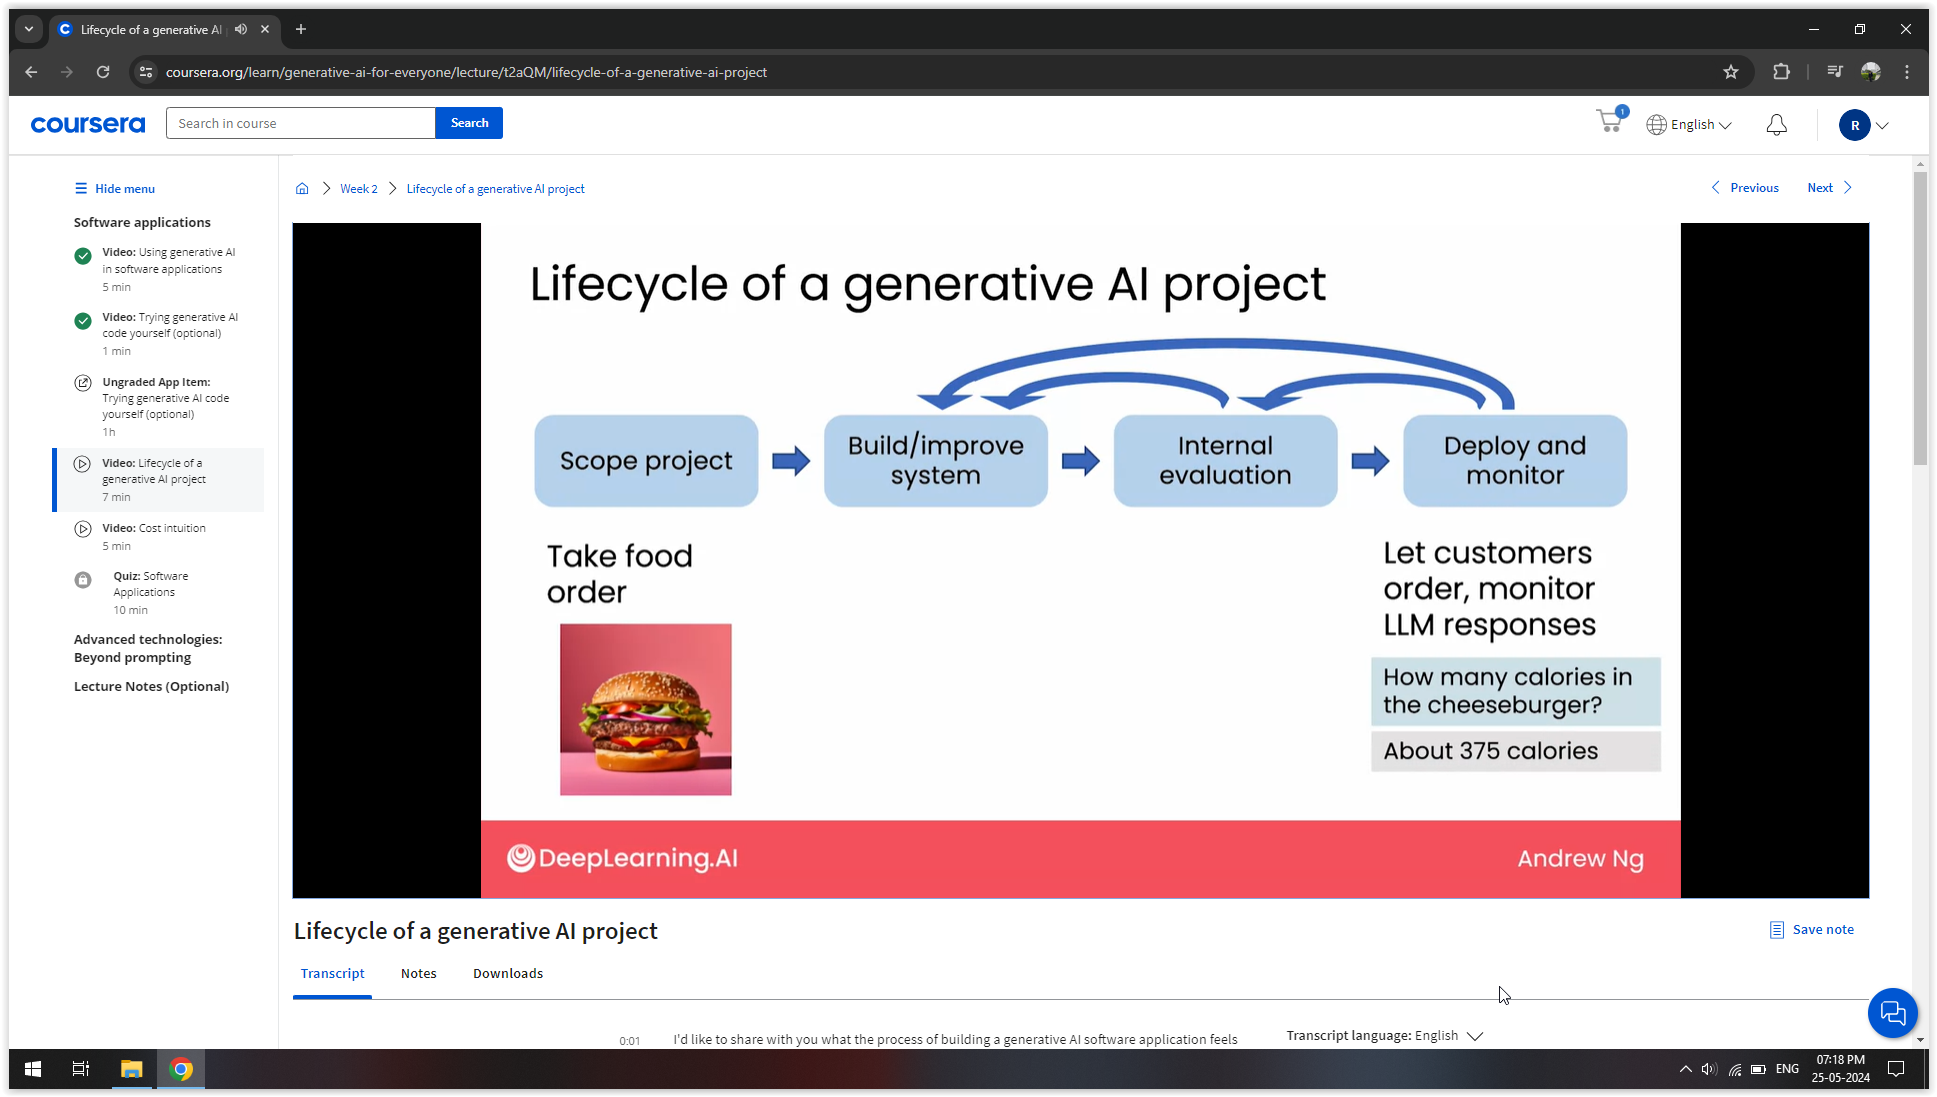 Lifecycle of a generative AI
coursera.org/learn/generative-ai-for-everyone/lecture/t2aQM/lifecycle-of-a-generative-ai-project
coursera
Search in course
Search
1
English
R
Hide menu
Software applications
Video: Using generative AI
in software applications
5 min
Video: Trying generative AI
code yourself (optional)
1 min
Ungraded App Item:
Trying generative AI code
yourself (optional)
1h
Video: Lifecycle of a
generative AI project
7 min
Video: Cost intuition
5 min
Quiz: Software
Applications
10 min
Advanced technologies:
Beyond prompting
Lecture Notes (Optional)
Week 2
Lifecycle of a generative AI project
Previous
Next
Lifecycle of a generative AI project
Scope project
Build/improve
system
Internal
evaluation
Deploy and
monitor
Take food
order
Let customers
order, monitor
LLM responses
How many calories in
the cheeseburger?
About 375 calories
DeepLearning.AI
Andrew Ng
Lifecycle of a generative AI project
Save note
Transcript
Notes
Downloads
0:01
I'd like to share with you what the process of building a generative AI software application feels
Transcript language: English
ENG
07:18 PM
25-05-2024